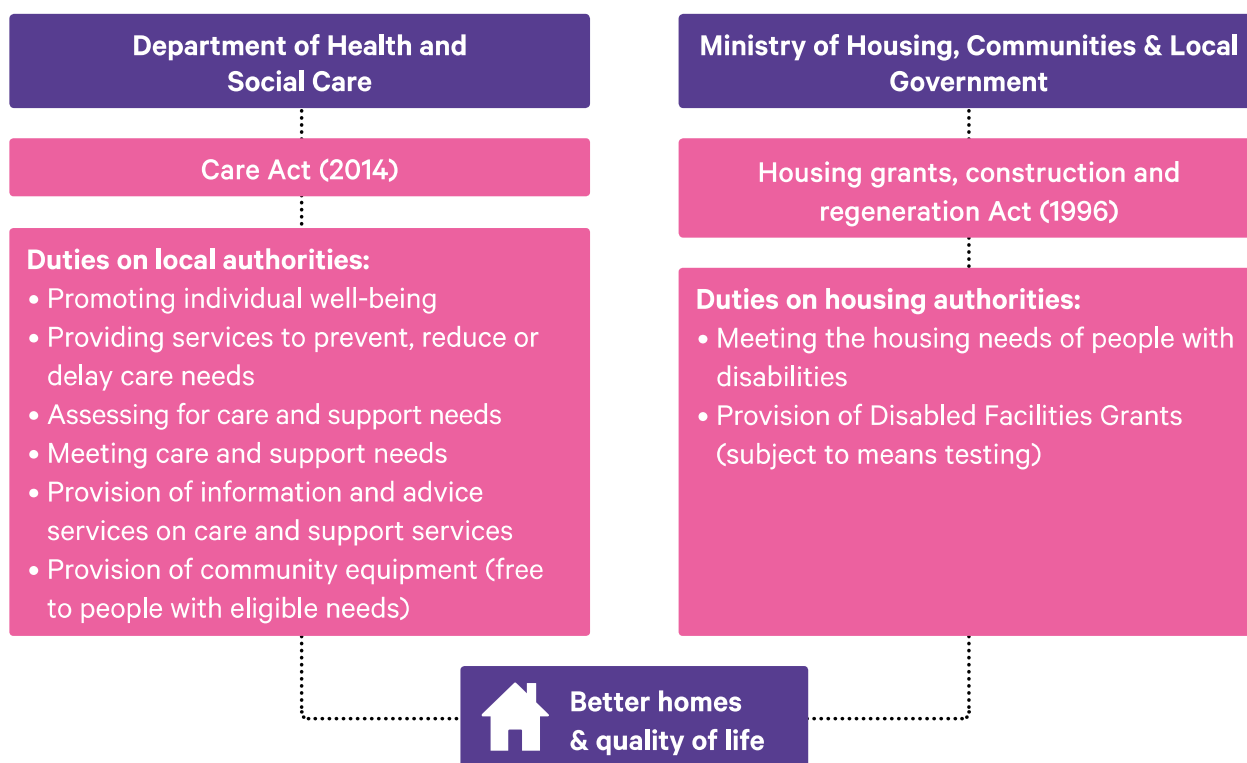 Department of Health and
Social Care
Care Act (2014)
Duties on local authorities:
• Promoting individual well-being
• Providing services to prevent, reduce or
delay care needs
• Assessing for care and support needs
• Meeting care and support needs
• Provision of information and advice
services on care and support services
• Provision of community equipment (free
to people with eligible needs)
Ministry of Housing, Communities & Local
Government
Housing grants, construction and
regeneration Act (1996)
Duties on housing authorities:
• Meeting the housing needs of people with
disabilities
• Provision of Disabled Facilities Grants
(subject to means testing)
Better homes
& quality of life